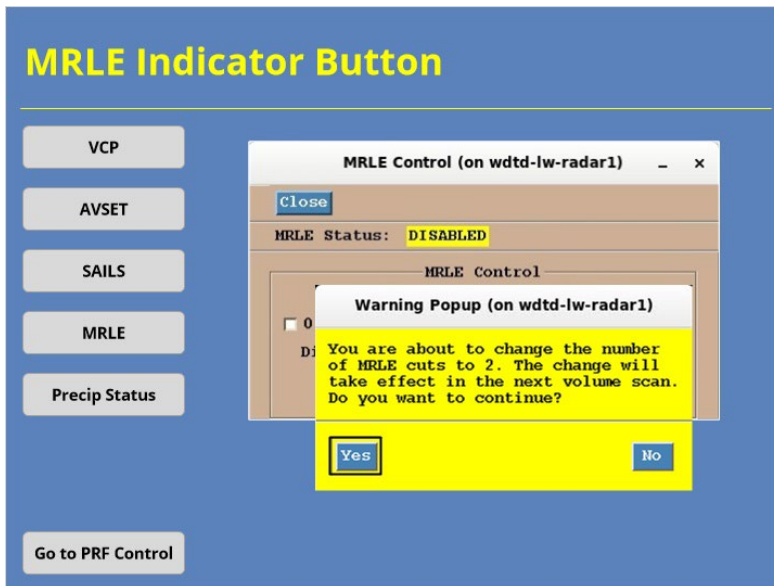 MRLE Indicator Button
VCP
AVSET
SAILS
MRLE
Precip Status
Go to PRF Control
MRLE Control (on wdtd-lw-radar1)
Close
MRLE Status: DISABLED
MRLE Control
0
Di
Warning Popup (on wdtd-lw-radar1)
You are about to change the number
of MRLE cuts to 2. The change will
take effect in the next volume scan.
Do you want to continue?
Yes No